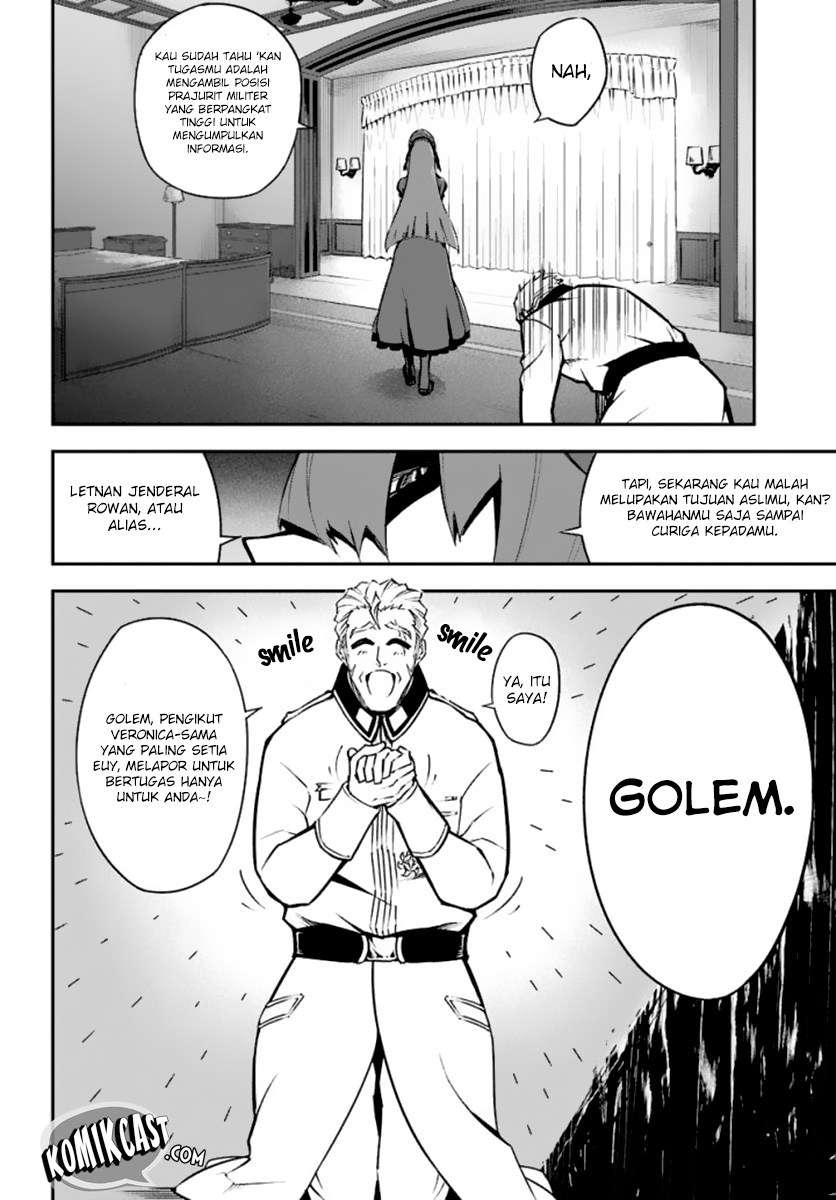 NAH,
KAU SUDAH TAHU 'KAN
TUGASMU ADALAH
MENGAMBIL POSISI
PRAJURIT MILITER
YANG BERPANGKAT
TINGGI UNTUK
MENGUMPULKAN
INFORMASI.
TAPI, SEKARANG KAU MALAH
MELUPAKAN TUJUAN ASLIMU, KAN?
BAWAHANMU SAJA SAMPAI
CURIGA KEPADAMU.
LETNAN JENDERAL
ROWAN, ATAU
ALIAS...
GOLEM.
smile
smile
YA, ITU
SAYA!
GOLEM, PENGIKUT
VERONICA-SAMA
YANG PALING SETIA
EUY, MELAPOR UNTUK
BERTUGAS HANYA
UNTUK ANDA~!
KOMIKCAST.COM